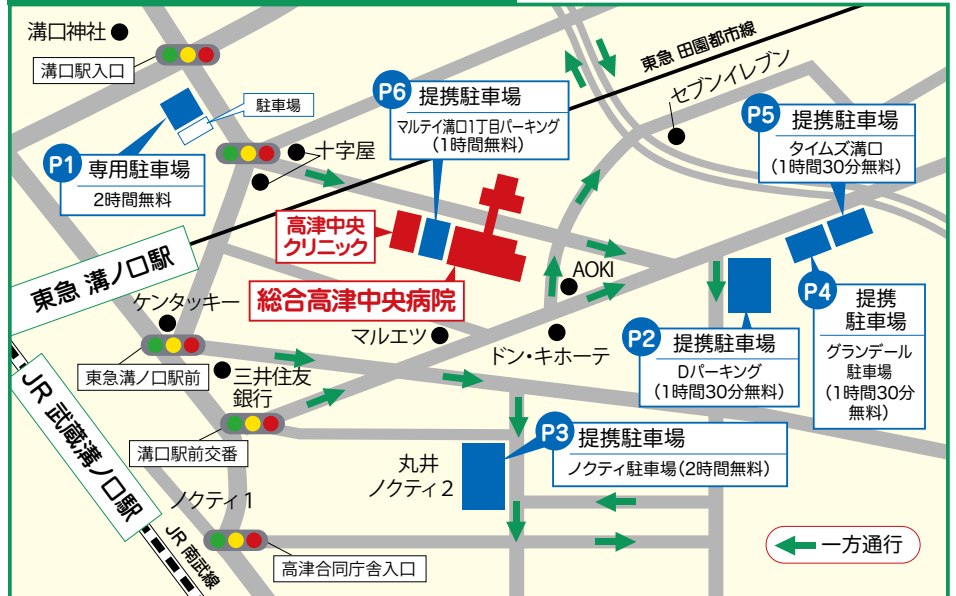 溝口神社
溝口駅入口
駐車場
P1
専用駐車場
2時間無料
十字屋
P6
提携駐車場
マルテイ溝口1丁目パーキング
(1時間無料)
東急 田園都市線
セブンイレブン
P5
提携駐車場
タイムズ溝口
(1時間30分無料)
高津中央
クリニック
総合高津中央病院
東急 溝ノ口駅
ケンタッキー
東急溝ノ口駅前
三井住友
銀行
マルエツ
AOKI
ドン・キホーテ
P2
提携駐車場
Dパーキング
(1時間30分無料)
P4
提携
駐車場
グランデール
駐車場
(1時間30分
無料)
JR 武蔵溝ノ口駅
溝口駅前交番
P3
提携駐車場
ノクティ駐車場(2時間無料)
丸井
ノクティ2
ノクティ1
JR 南武線
高津合同庁舎入口
一方通行